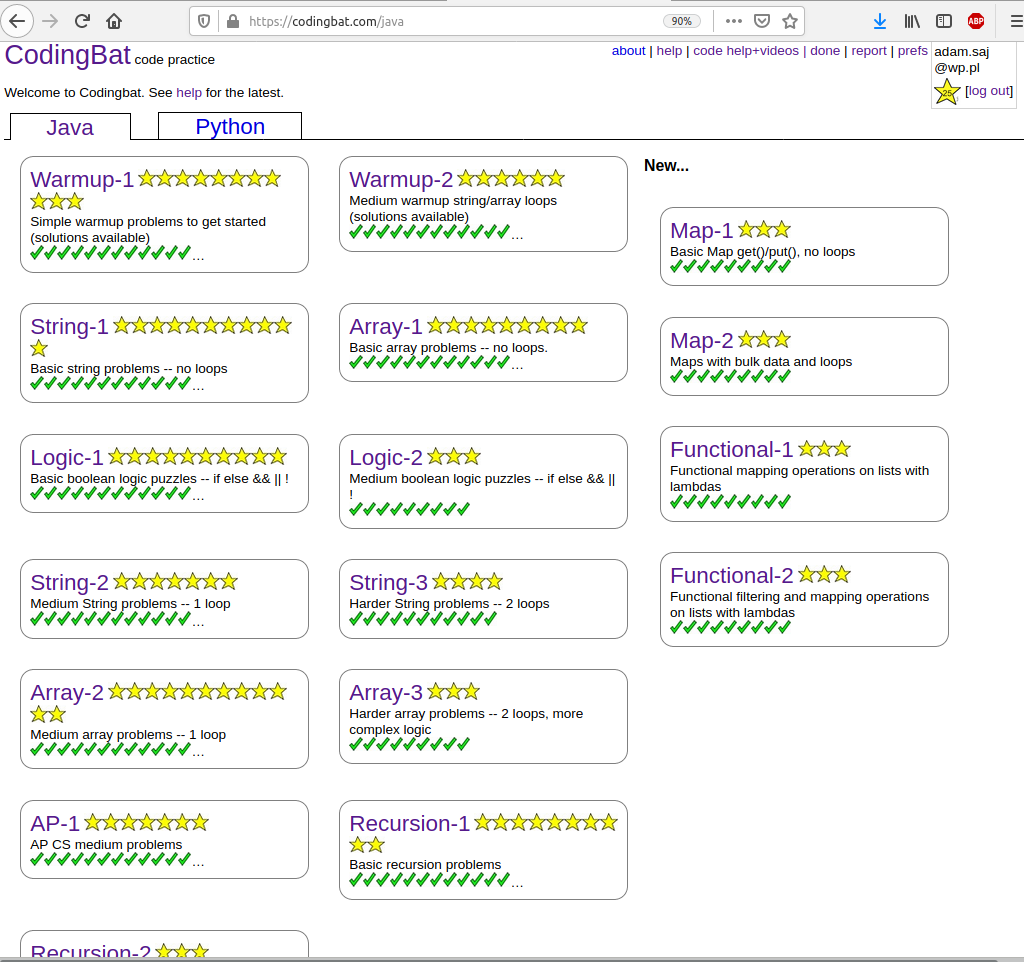 https://codingbat.com/java
90%
ABP
CodingBat code practice
about | help | code help+videos | done | report | prefs
adam.saj
@wp.pl
25
[log out]
Welcome to Codingbat. See help for the latest.
Java
Python
Warmup-1
Simple warmup problems to get started
(solutions available)
...
Warmup-2
Medium warmup string/array loops
(solutions available)
...
New...
Map-1
Basic Map get()/put(), no loops
String-1
Basic string problems -- no loops
...
Array-1
Basic array problems -- no loops.
...
Map-2
Maps with bulk data and loops
Logic-1
Basic boolean logic puzzles -- if else && || !
...
Logic-2
Medium boolean logic puzzles -- if else && ||
!
Functional-1
Functional mapping operations on lists with
lambdas
String-2
Medium String problems -- 1 loop
...
String-3
Harder String problems -- 2 loops
Functional-2
Functional filtering and mapping operations
on lists with lambdas
Array-2
Medium array problems -- 1 loop
...
Array-3
Harder array problems -- 2 loops, more
complex logic
AP-1
AP CS medium problems
...
Recursion-1
Basic recursion problems
...
Recursion-2